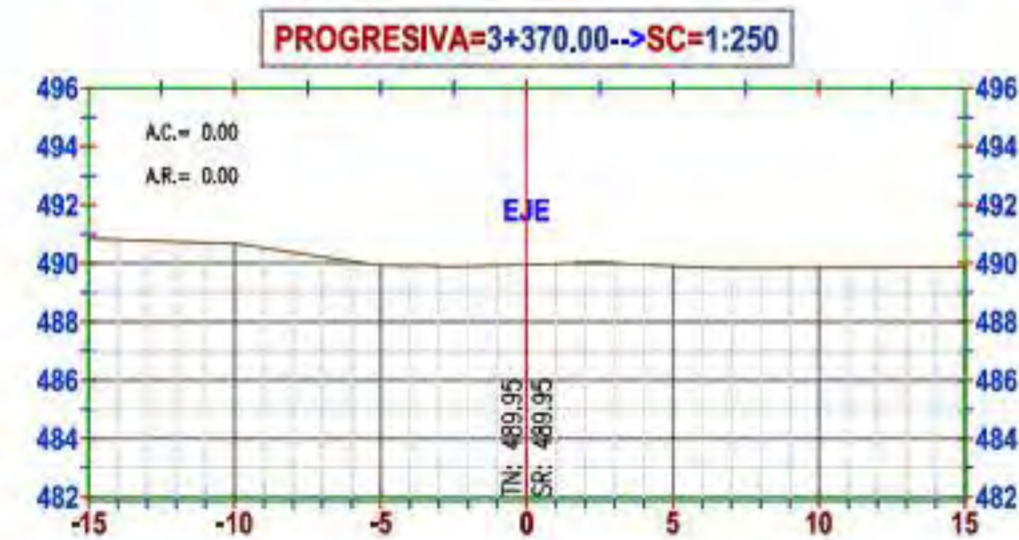 PROGRESIVA=3+370.00-->SC=1:250
496 496
A.C.= 0.00
494 494
A.R.= 0.00
492 EJE 492
490 490
488 488
486 486
TN: 489.95
SR: 489.95
484 484
482 482
-15 -10 -5 0 5 10 15